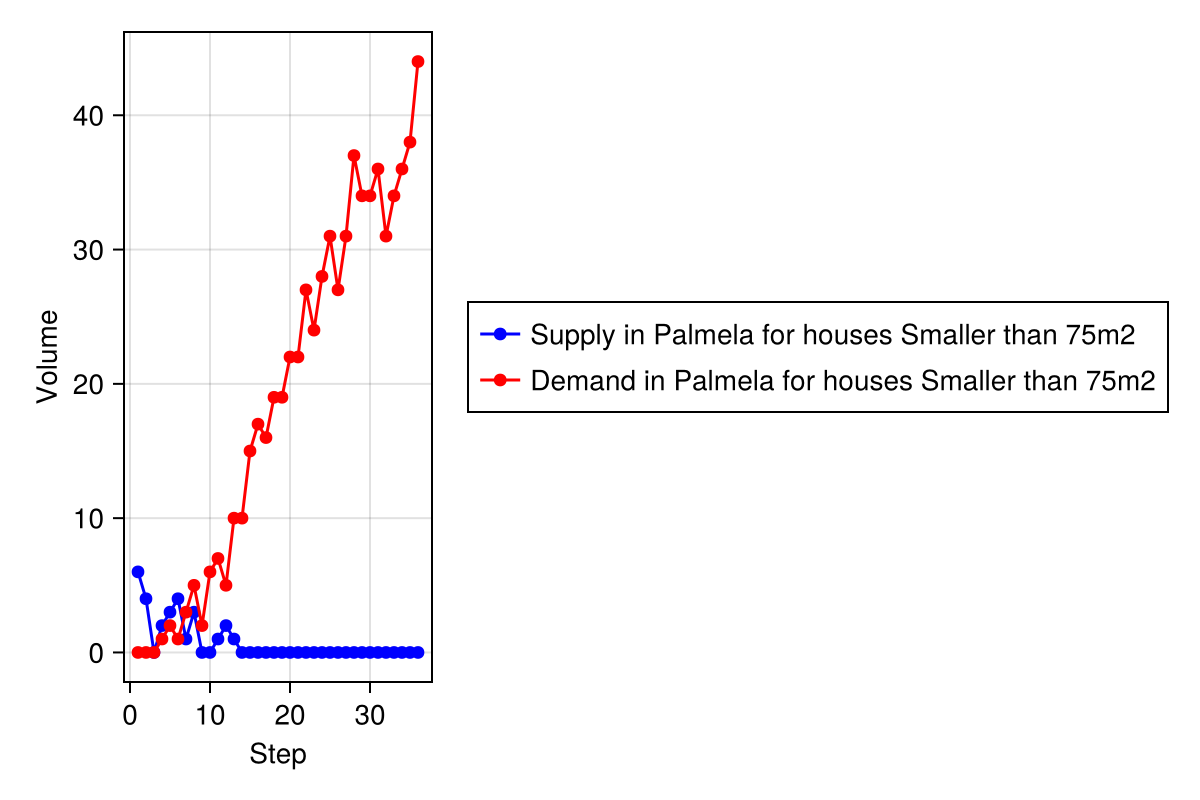 Volume
40
30
20
10
0
0 10 20 30
Step
Supply in Palmela for houses Smaller than 75m2
Demand in Palmela for houses Smaller than 75m2